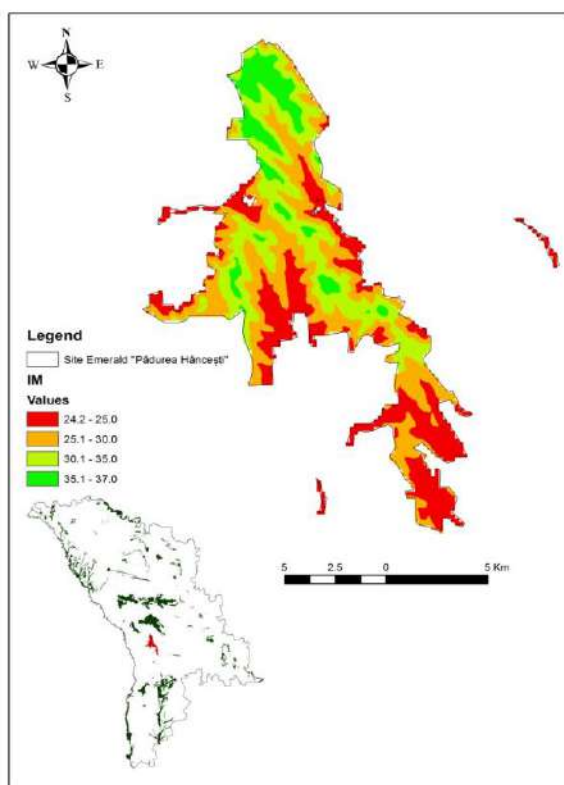 N
W E
S
Legend
Site Emerald "Pădurea Hâncești"
IM
Values
24.2 - 25.0
25.1 - 30.0
30.1 - 35.0
35.1 - 37.0
5 2.5 0 5 Km